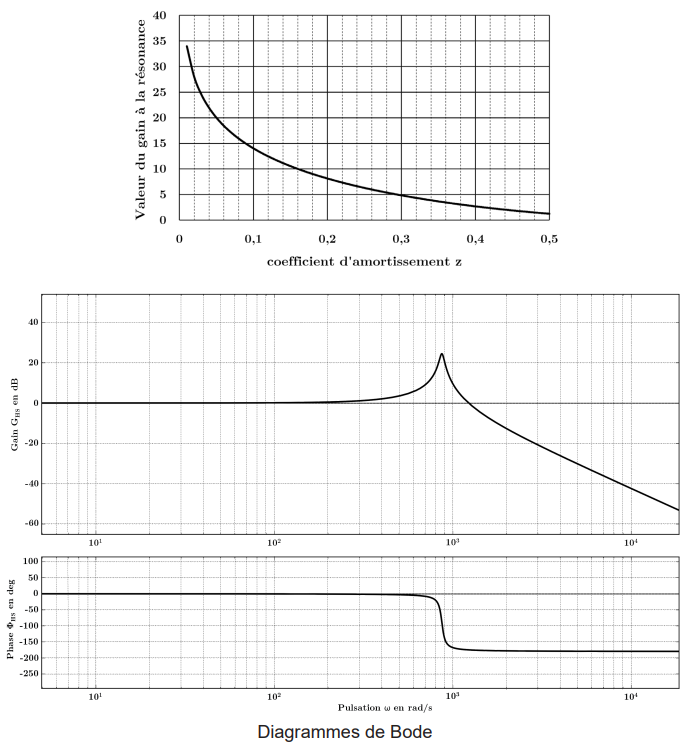 Valeur du gain à la résonance
40
35
30
25
20
15
10
5
0
0 0,1 0,2 0,3 0,4 0,5
coefficient d'amortissement z
Gain G_HS en dB
40
20
0
-20
-40
-60
10¹ 10² 10³ 10⁴
Phase Φ_HS en deg
100
50
0
-50
-100
-150
-200
-250
10¹ 10² 10³ 10⁴
Pulsation ω en rad/s
Diagrammes de Bode